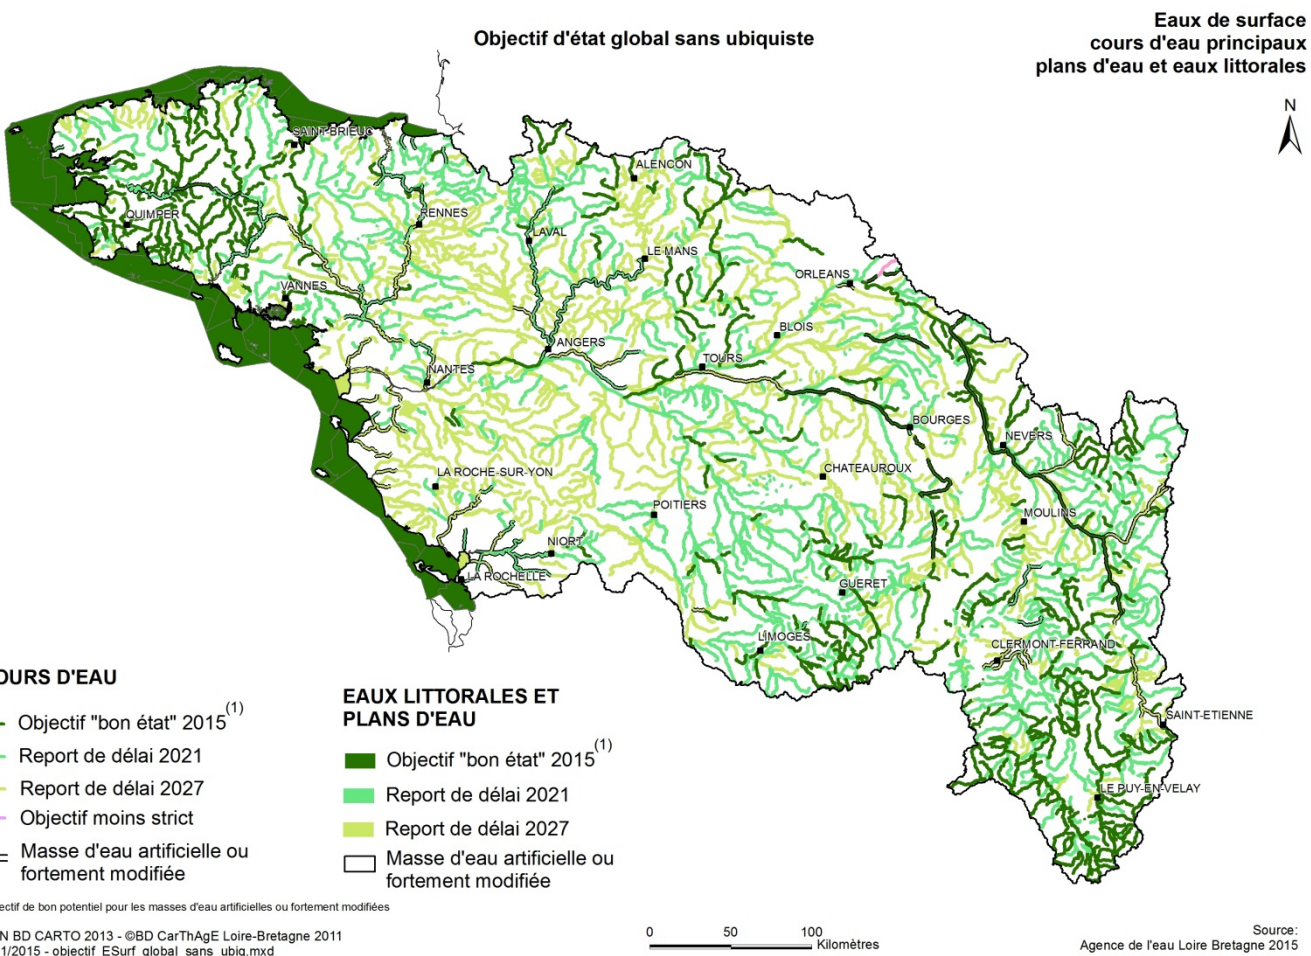 Objectif d'état global sans ubiquiste
Eaux de surface
cours d'eau principaux
plans d'eau et eaux littorales
N
SAINT-BRIEUC
ALENCON
QUIMPER
RENNES
LAVAL
LE MANS
ORLEANS
VANNES
BLOIS
ANGERS
TOURS
NANTES
BOURGES
NEVERS
LA ROCHE-SUR-YON
CHATEAUROUX
POITIERS
MOULINS
NIORT
LA ROCHELLE
GUERET
LIMOGES
CLERMONT-FERRAND
SAINT-ETIENNE
LE PUY-EN-VELAY
OURS D'EAU
Objectif "bon état" 2015 (1)
Report de délai 2021
Report de délai 2027
Objectif moins strict
Masse d'eau artificielle ou
fortement modifiée
EAUX LITTORALES ET
PLANS D'EAU
Objectif "bon état" 2015 (1)
Report de délai 2021
Report de délai 2027
Masse d'eau artificielle ou
fortement modifiée
ectif de bon potentiel pour les masses d'eau artificielles ou fortement modifiées
N BD CARTO 2013 - ©BD CarThAgE Loire-Bretagne 2011
1/2015 - objectif_ESurf_global_sans_ubiq.mxd
0 50 100
Kilomètres
Source:
Agence de l'eau Loire Bretagne 2015